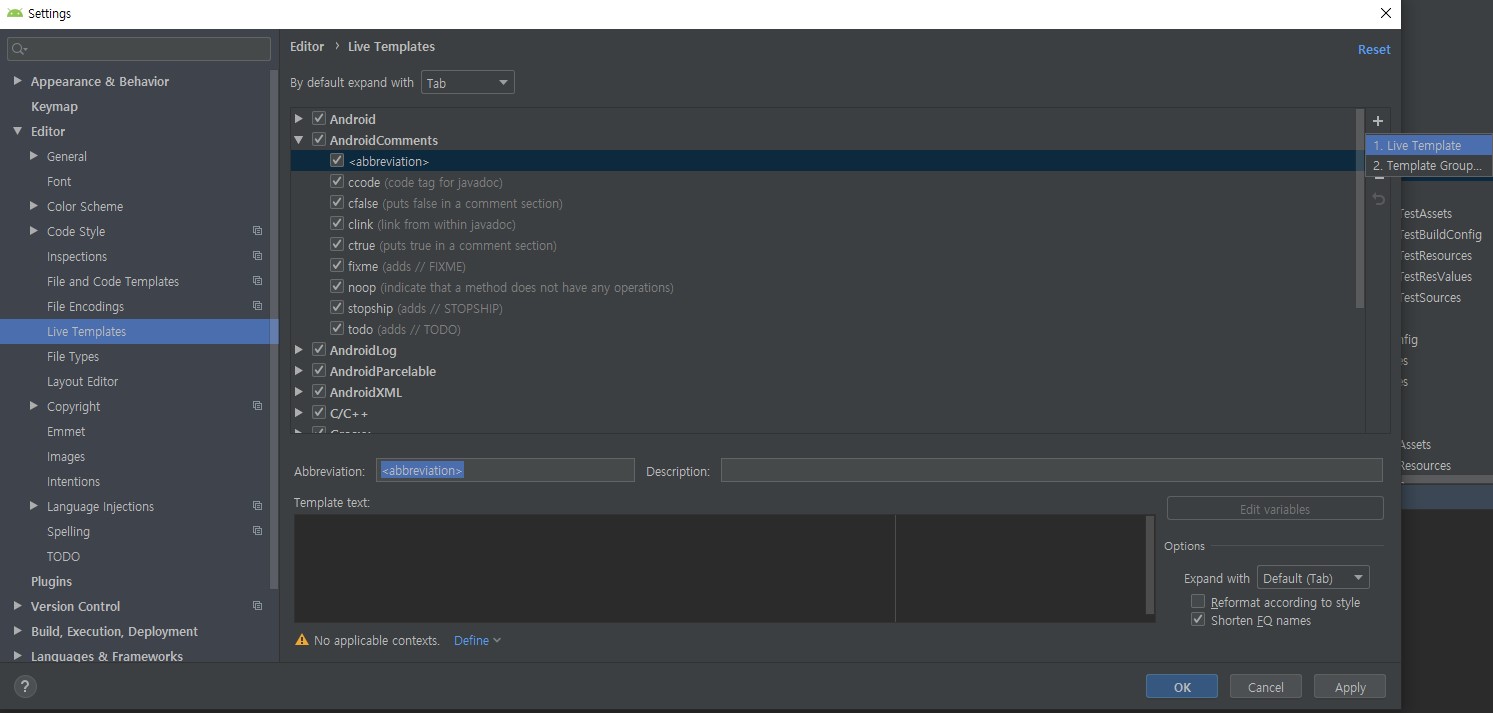 Settings
Editor › Live Templates
Reset
By default expand with Tab
Appearance & Behavior
Keymap
Editor
General
Font
Color Scheme
Code Style
Inspections
File and Code Templates
File Encodings
Live Templates
File Types
Layout Editor
Copyright
Emmet
Images
Intentions
Language Injections
Spelling
TODO
Plugins
Version Control
Build, Execution, Deployment
Languages & Frameworks
Android
AndroidComments
<abbreviation>
ccode (code tag for javadoc)
cfalse (puts false in a comment section)
clink (link from within javadoc)
ctrue (puts true in a comment section)
fixme (adds // FIXME)
noop (indicate that a method does not have any operations)
stopship (adds // STOPSHIP)
todo (adds // TODO)
AndroidLog
AndroidParcelable
AndroidXML
C/C++
1. Live Template
2. Template Group...
TestAssets
TestBuildConfig
TestResources
TestResValues
TestSources
nfig
es
es
Assets
Resources
Abbreviation: <abbreviation> Description:
Template text:
Edit variables
Options
Expand with Default (Tab)
Reformat according to style
Shorten FQ names
No applicable contexts. Define
?
OK Cancel Apply